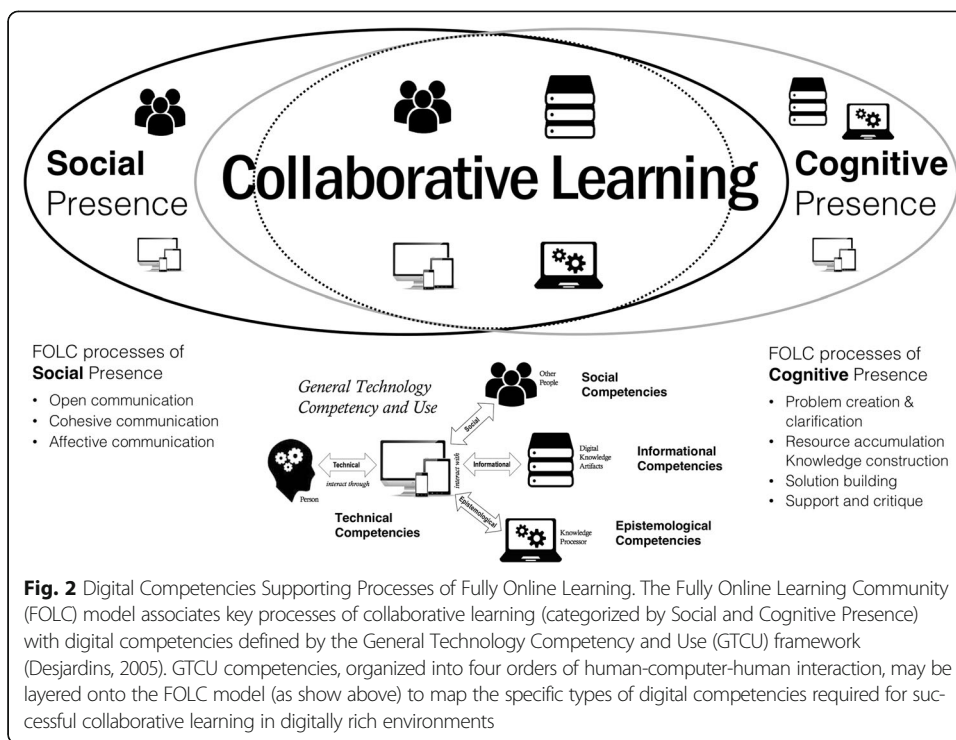 Social
Presence
Collaborative Learning
Cognitive
Presence
FOLC processes of
Social Presence
• Open communication
• Cohesive communication
• Affective communication
General Technology
Competency and Use
Person
Technical
interact through
Technical
Competencies
interact with
Social
Other
People
Social
Competencies
Informational
Digital
Knowledge
Artifacts
Informational
Competencies
Epistemological
Knowledge
Processor
Epistemological
Competencies
FOLC processes of
Cognitive Presence
• Problem creation &
clarification
• Resource accumulation
Knowledge construction
• Solution building
• Support and critique
Fig. 2 Digital Competencies Supporting Processes of Fully Online Learning. The Fully Online Learning Community
(FOLC) model associates key processes of collaborative learning (categorized by Social and Cognitive Presence)
with digital competencies defined by the General Technology Competency and Use (GTCU) framework
(Desjardins, 2005). GTCU competencies, organized into four orders of human-computer-human interaction, may be
layered onto the FOLC model (as show above) to map the specific types of digital competencies required for suc-
cessful collaborative learning in digitally rich environments